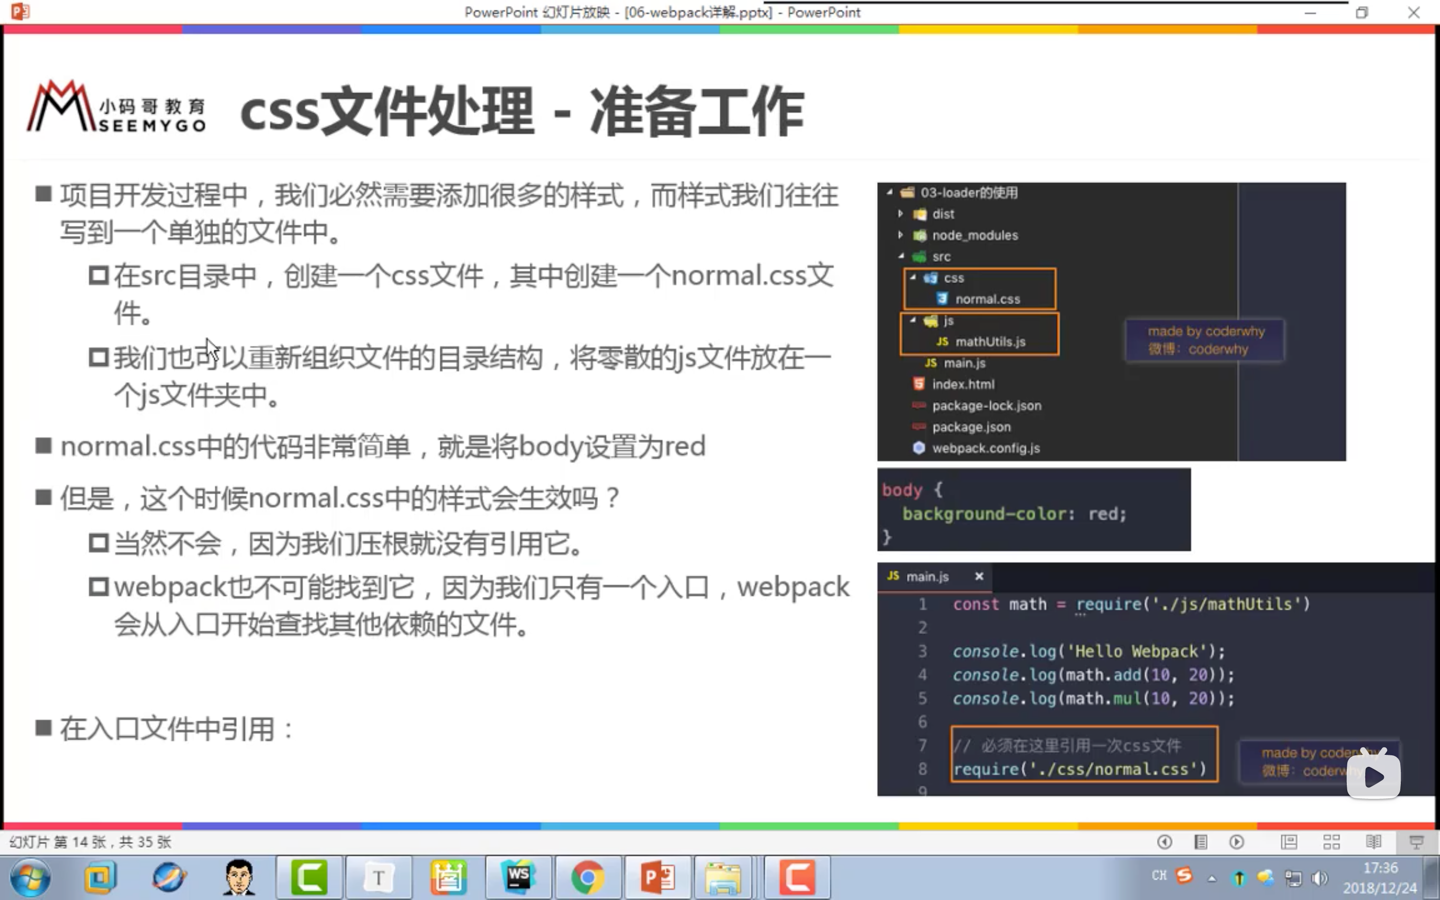 PowerPoint 幻灯片放映 - [06-webpack详解.pptx] - PowerPoint
小码哥教育
SEEMYGO
css文件处理 - 准备工作
项目开发过程中，我们必然需要添加很多的样式，而样式我们往往
写到一个单独的文件中。
在src目录中，创建一个css文件，其中创建一个normal.css文
件。
我们也可以重新组织文件的目录结构，将零散的js文件放在一
个js文件夹中。
normal.css中的代码非常简单，就是将body设置为red
但是，这个时候normal.css中的样式会生效吗？
当然不会，因为我们压根就没有引用它。
webpack也不可能找到它，因为我们只有一个入口，webpack
会从入口开始查找其他依赖的文件。
在入口文件中引用：
03-loader的使用
dist
node_modules
src
css
normal.css
js
mathUtils.js
main.js
index.html
package-lock.json
package.json
webpack.config.js
made by coderwhy
微博：coderwhy
body {
background-color: red;
}
JS main.js ×
1 const math = require('./js/mathUtils')
2
3 console.log('Hello Webpack');
4 console.log(math.add(10, 20));
5 console.log(math.mul(10, 20));
6
7 // 必须在这里引用一次css文件
8 require('./css/normal.css')
9
made by coderwhy
微博：coderwhy
幻灯片 第 14 张，共 35 张
CH
17:36
2018/12/24